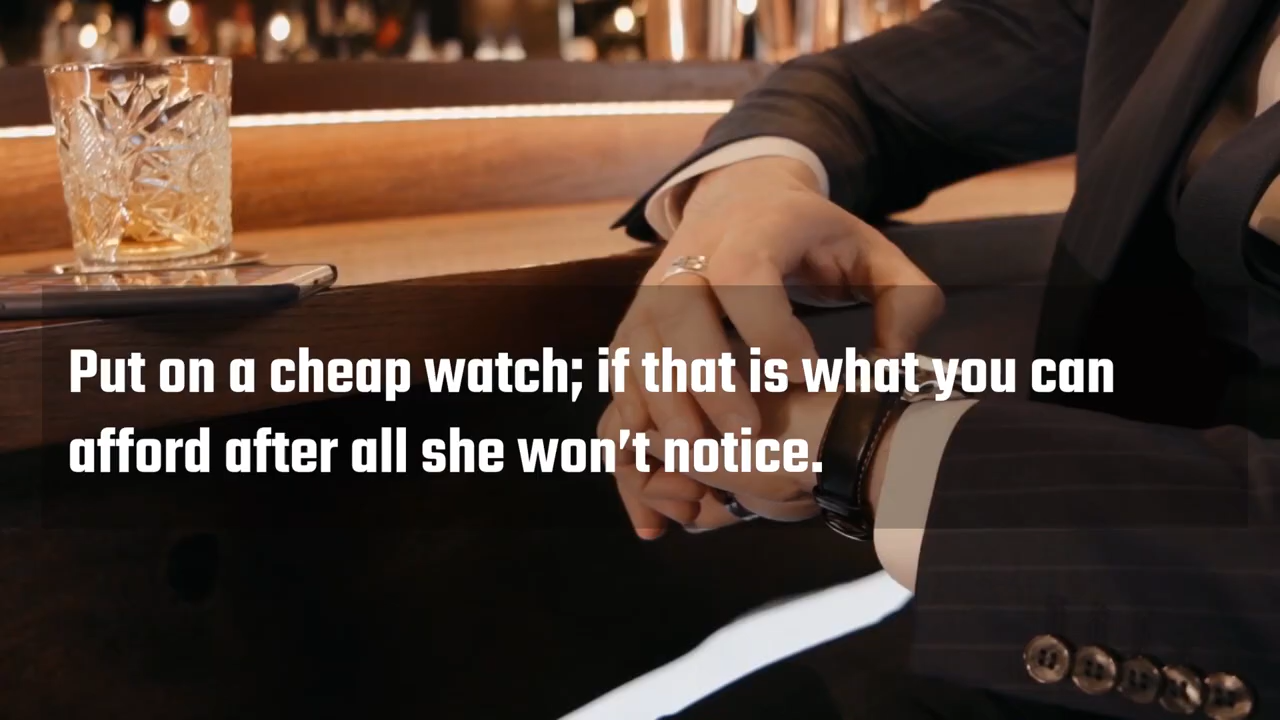 Put on a cheap watch; if that is what you can
afford after all she won't notice.